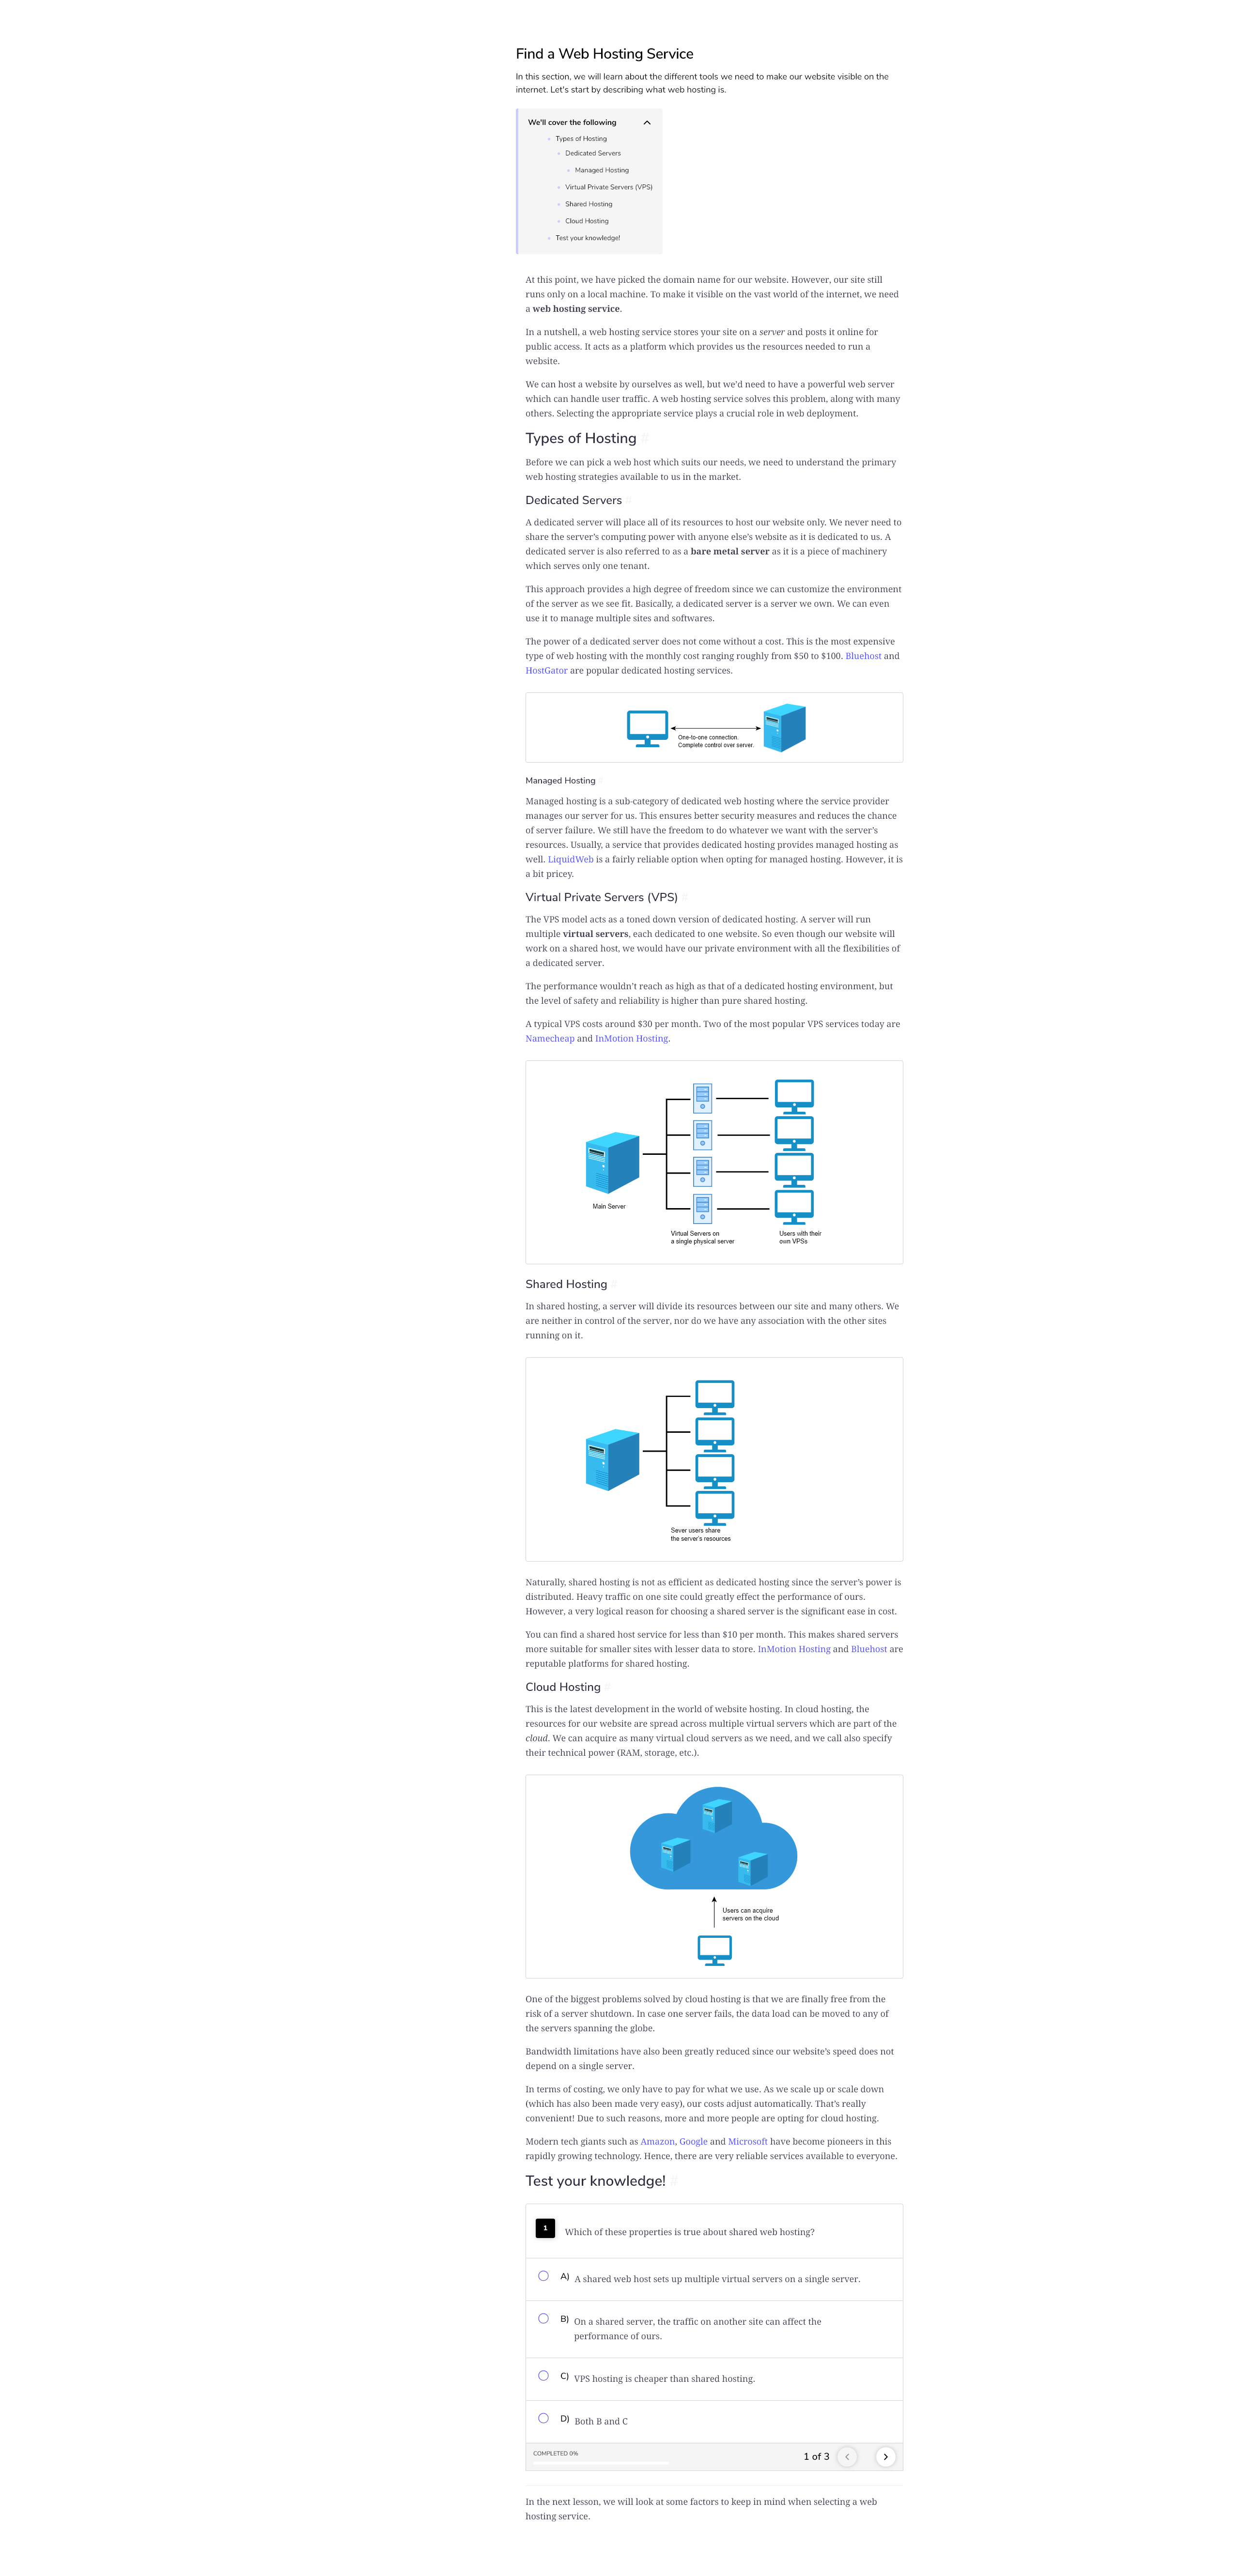 Find a Web Hosting Service
In this section, we will learn about the different tools we need to make our website visible on the
internet. Let's start by describing what web hosting is.
We'll cover the following
Types of Hosting
Dedicated Servers
Managed Hosting
Virtual Private Servers (VPS)
Shared Hosting
Cloud Hosting
Test your knowledge!
At this point, we have picked the domain name for our website. However, our site still
runs only on a local machine. To make it visible on the vast world of the internet, we need
a web hosting service.
In a nutshell, a web hosting service stores your site on a server and posts it online for
public access. It acts as a platform which provides us the resources needed to run a
website.
We can host a website by ourselves as well, but we’d need to have a powerful web server
which can handle user traffic. A web hosting service solves this problem, along with many
others. Selecting the appropriate service plays a crucial role in web deployment.
Types of Hosting #
Before we can pick a web host which suits our needs, we need to understand the primary
web hosting strategies available to us in the market.
Dedicated Servers #
A dedicated server will place all of its resources to host our website only. We never need to
share the server’s computing power with anyone else’s website as it is dedicated to us. A
dedicated server is also referred to as a bare metal server as it is a piece of machinery
which serves only one tenant.
This approach provides a high degree of freedom since we can customize the environment
of the server as we see fit. Basically, a dedicated server is a server we own. We can even
use it to manage multiple sites and softwares.
The power of a dedicated server does not come without a cost. This is the most expensive
type of web hosting with the monthly cost ranging roughly from $50 to $100. Bluehost and
HostGator are popular dedicated hosting services.
One-to-one connection.
Complete control over server.
Managed Hosting #
Managed hosting is a sub-category of dedicated web hosting where the service provider
manages our server for us. This ensures better security measures and reduces the chance
of server failure. We still have the freedom to do whatever we want with the server’s
resources. Usually, a service that provides dedicated hosting provides managed hosting as
well. LiquidWeb is a fairly reliable option when opting for managed hosting. However, it is
a bit pricey.
Virtual Private Servers (VPS) #
The VPS model acts as a toned down version of dedicated hosting. A server will run
multiple virtual servers, each dedicated to one website. So even though our website will
work on a shared host, we would have our private environment with all the flexibilities of
a dedicated server.
The performance wouldn’t reach as high as that of a dedicated hosting environment, but
the level of safety and reliability is higher than pure shared hosting.
A typical VPS costs around $30 per month. Two of the most popular VPS services today are
Namecheap and InMotion Hosting.
Main Server
Virtual Servers on
a single physical server
Users with their
own VPSs
Shared Hosting #
In shared hosting, a server will divide its resources between our site and many others. We
are neither in control of the server, nor do we have any association with the other sites
running on it.
Sever users share
the server's resources
Naturally, shared hosting is not as efficient as dedicated hosting since the server’s power is
distributed. Heavy traffic on one site could greatly effect the performance of ours.
However, a very logical reason for choosing a shared server is the significant ease in cost.
You can find a shared host service for less than $10 per month. This makes shared servers
more suitable for smaller sites with lesser data to store. InMotion Hosting and Bluehost are
reputable platforms for shared hosting.
Cloud Hosting #
This is the latest development in the world of website hosting. In cloud hosting, the
resources for our website are spread across multiple virtual servers which are part of the
cloud. We can acquire as many virtual cloud servers as we need, and we call also specify
their technical power (RAM, storage, etc.).
Users can acquire
servers on the cloud
One of the biggest problems solved by cloud hosting is that we are finally free from the
risk of a server shutdown. In case one server fails, the data load can be moved to any of
the servers spanning the globe.
Bandwidth limitations have also been greatly reduced since our website’s speed does not
depend on a single server.
In terms of costing, we only have to pay for what we use. As we scale up or scale down
(which has also been made very easy), our costs adjust automatically. That’s really
convenient! Due to such reasons, more and more people are opting for cloud hosting.
Modern tech giants such as Amazon, Google and Microsoft have become pioneers in this
rapidly growing technology. Hence, there are very reliable services available to everyone.
Test your knowledge! #
1 Which of these properties is true about shared web hosting?
A) A shared web host sets up multiple virtual servers on a single server.
B) On a shared server, the traffic on another site can affect the
performance of ours.
C) VPS hosting is cheaper than shared hosting.
D) Both B and C
COMPLETED 0%
1 of 3
In the next lesson, we will look at some factors to keep in mind when selecting a web
hosting service.